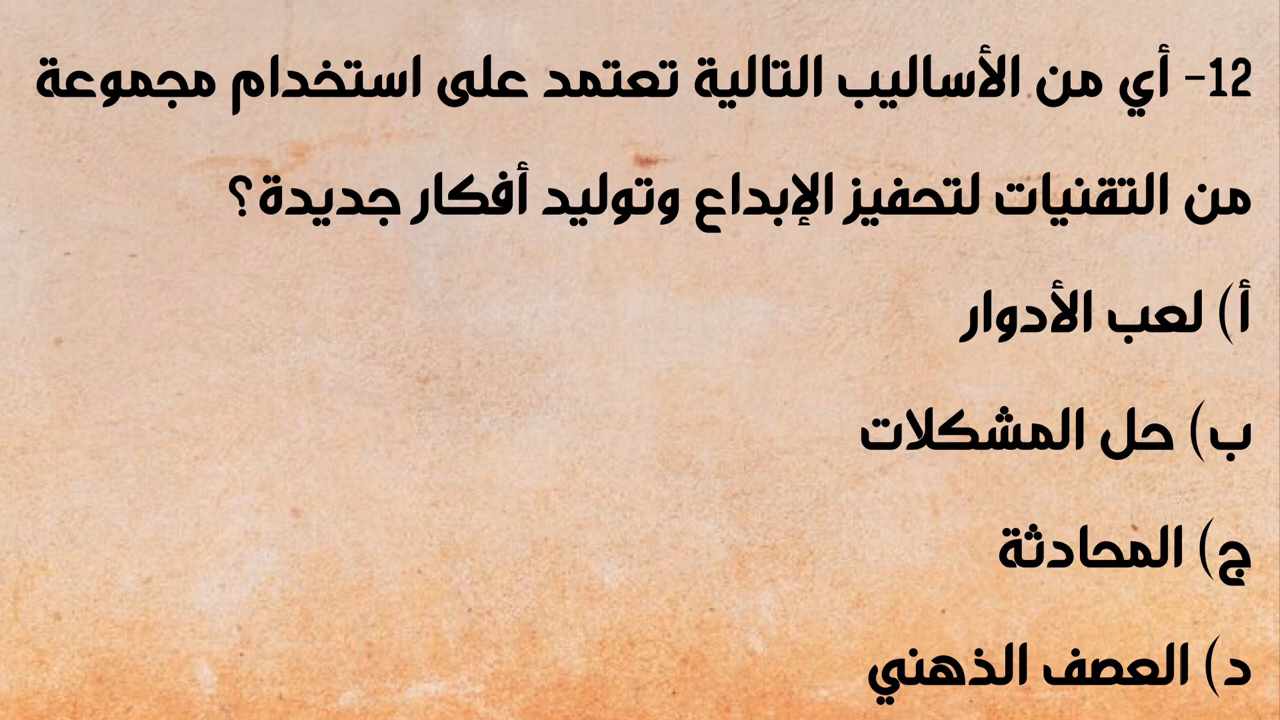 12- أي من الأساليب التالية تعتمد على استخدام مجموعة
من التقنيات لتحفيز الإبداع وتوليد أفكار جديدة؟
أ) لعب الأدوار
ب) حل المشكلات
ج) المحادثة
د) العصف الذهني